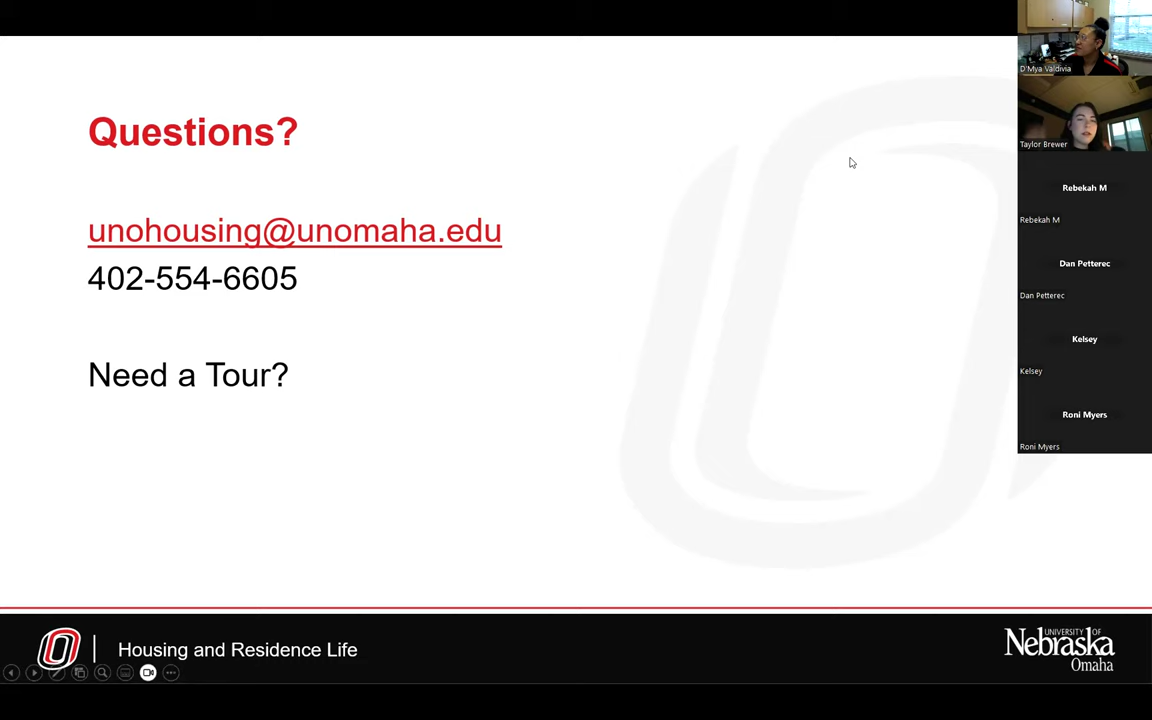 Questions?
unohousing@unomaha.edu
402-554-6605
Need a Tour?
Housing and Residence Life
UNIVERSITY OF
Nebraska
Omaha
D'Mya Valdivia
Taylor Brewer
Rebekah M
Rebekah M
Dan Petterec
Dan Petterec
Kelsey
Kelsey
Roni Myers
Roni Myers